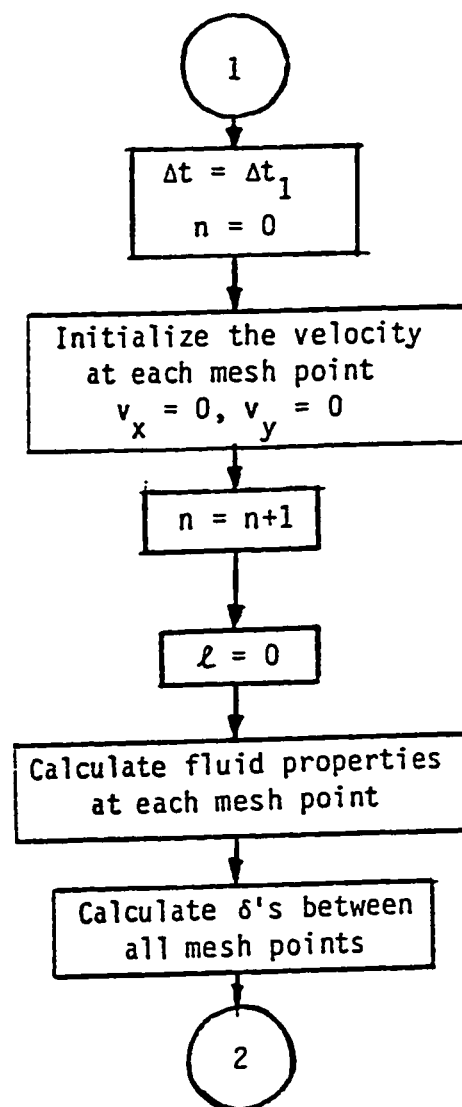 1
Δt = Δt₁
n = 0
Initialize the velocity
at each mesh point
vₓ = 0, v_y = 0
n = n+1
ℓ = 0
Calculate fluid properties
at each mesh point
Calculate δ's between
all mesh points
2